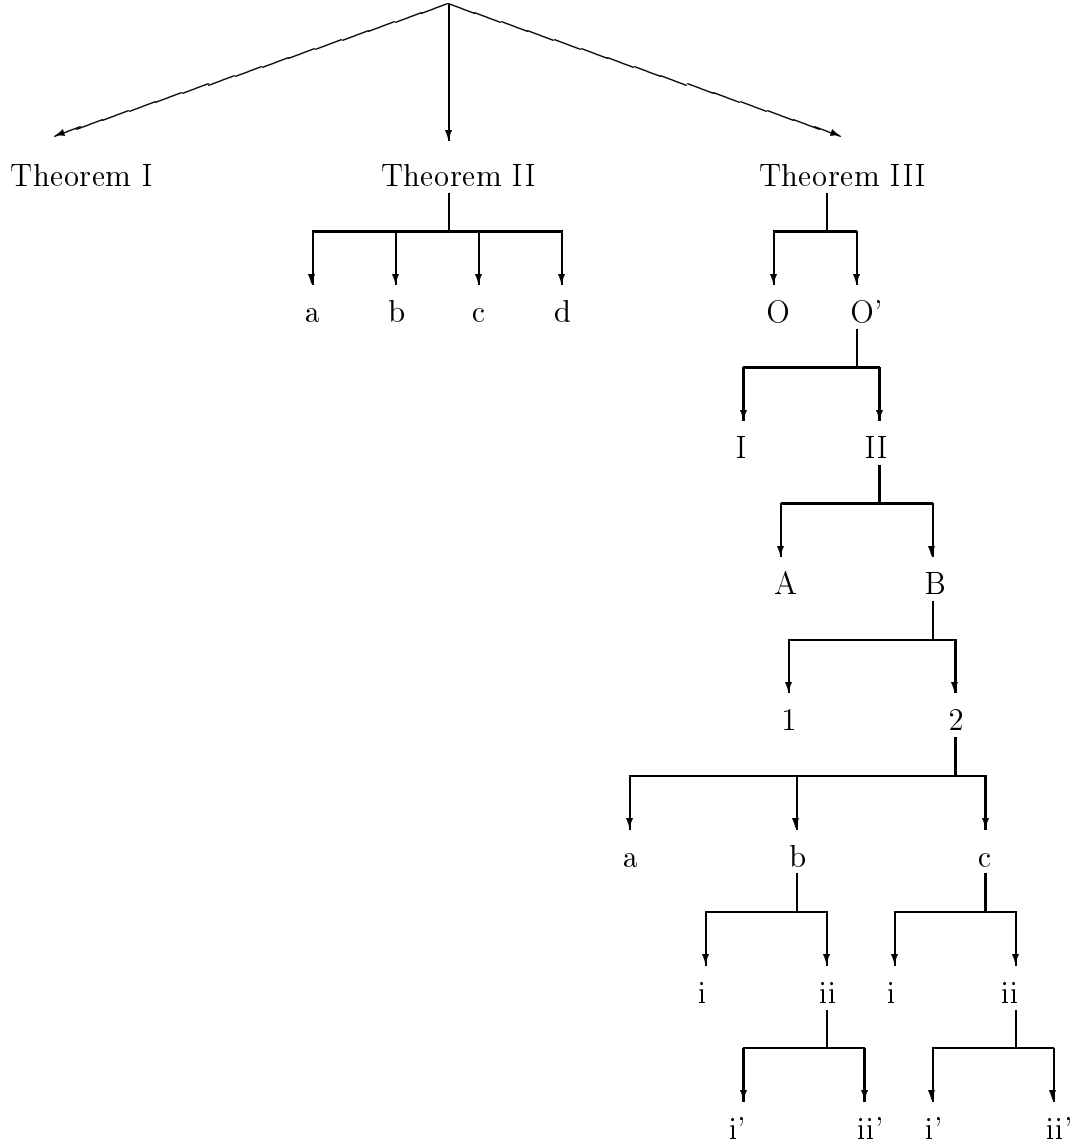 Theorem I Theorem II Theorem III
a b c d O O'
I II
A B
1 2
a b c
i ii i ii
i' ii' i' ii'